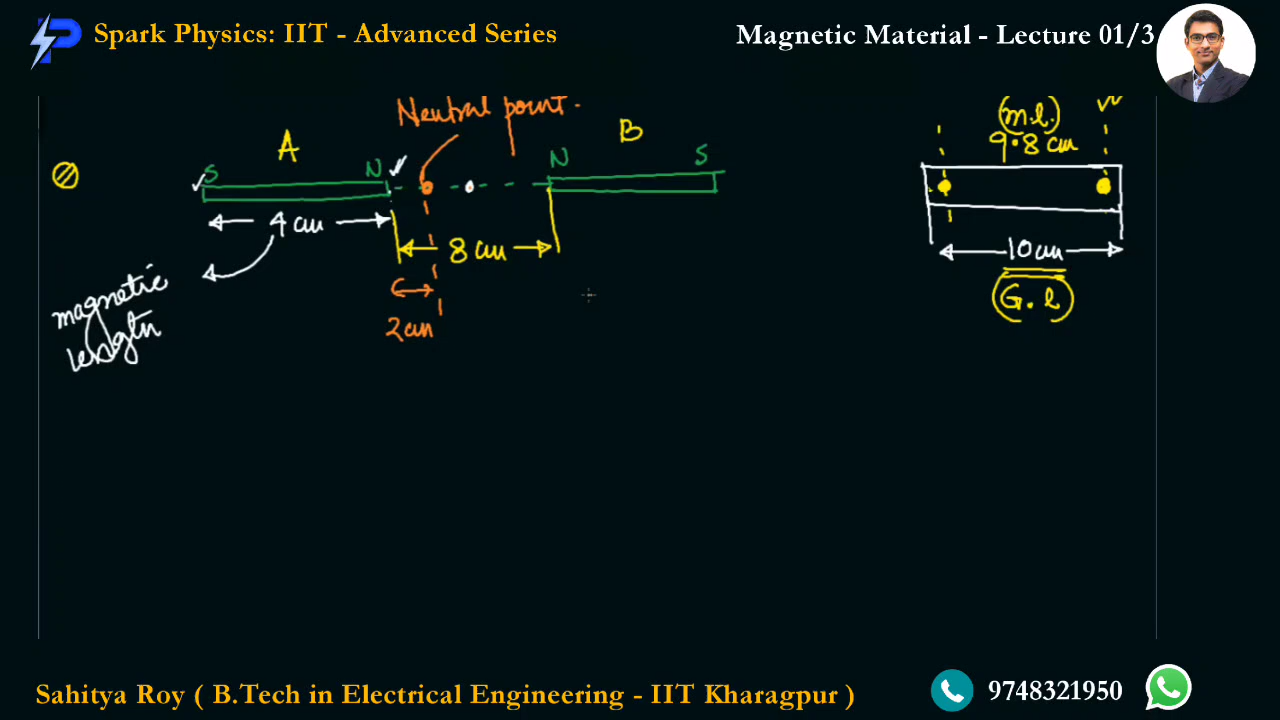 Spark Physics: IIT - Advanced Series
Magnetic Material - Lecture 01/3
Neutral point.
A
B
S
N
N
S
4 cm
8 cm
2cm
magnetic
length
(m.l.)
9.8 cm
10cm
(G.l)
Sahitya Roy ( B.Tech in Electrical Engineering - IIT Kharagpur )
9748321950